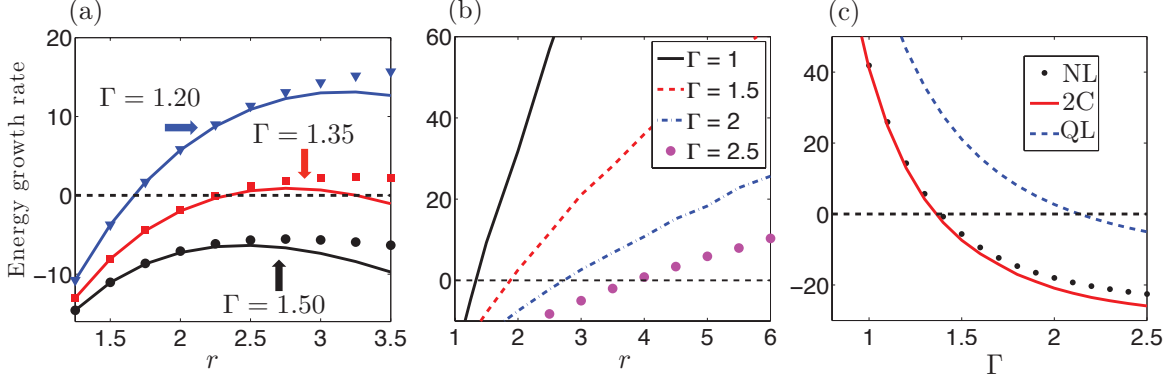 (a)
Energy growth rate
20
10
0
−10
Γ = 1.20
Γ = 1.35
Γ = 1.50
1.5 2 2.5 3 3.5
r
(b)
60
40
20
0
Γ = 1
Γ = 1.5
Γ = 2
Γ = 2.5
1 2 3 4 5 6
r
(c)
40
20
0
−20
NL
2C
QL
1 1.5 2 2.5
Γ